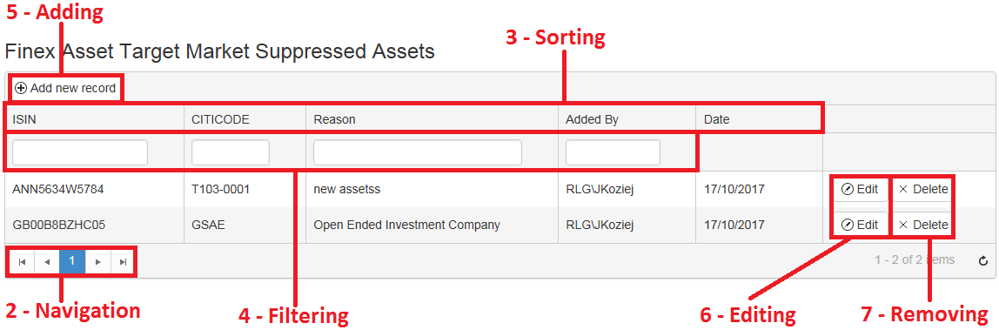 5 - Adding
3 - Sorting
Finex Asset Target Market Suppressed Assets
Add new record
ISIN CITICODE Reason Added By Date
ANN5634W5784 T103-0001 new assetss RLG\JKoziej 17/10/2017 Edit Delete
GB00B8BZHC05 GSAE Open Ended Investment Company RLG\JKoziej 17/10/2017 Edit Delete
1 1 - 2 of 2 items
2 - Navigation 4 - Filtering 6 - Editing 7 - Removing